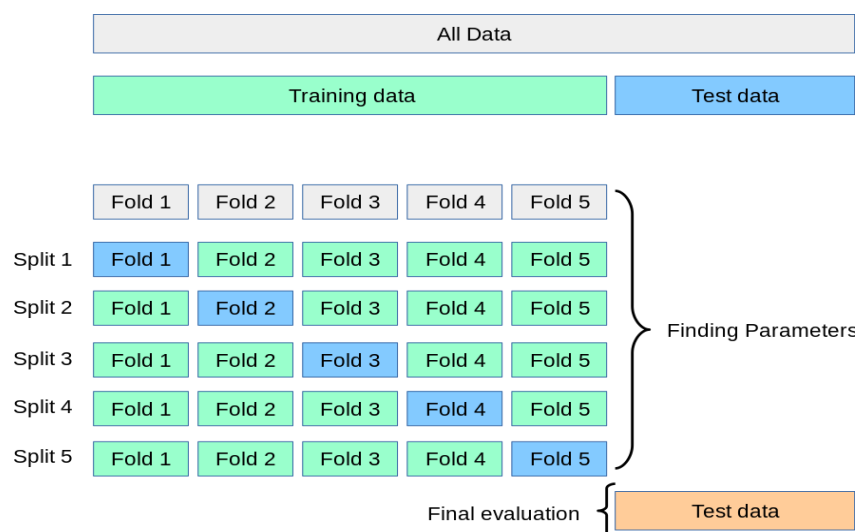 All Data
Training data Test data
Fold 1 Fold 2 Fold 3 Fold 4 Fold 5
Split 1 Fold 1 Fold 2 Fold 3 Fold 4 Fold 5
Split 2 Fold 1 Fold 2 Fold 3 Fold 4 Fold 5
Finding Parameters
Split 3 Fold 1 Fold 2 Fold 3 Fold 4 Fold 5
Split 4 Fold 1 Fold 2 Fold 3 Fold 4 Fold 5
Split 5 Fold 1 Fold 2 Fold 3 Fold 4 Fold 5
Final evaluation Test data